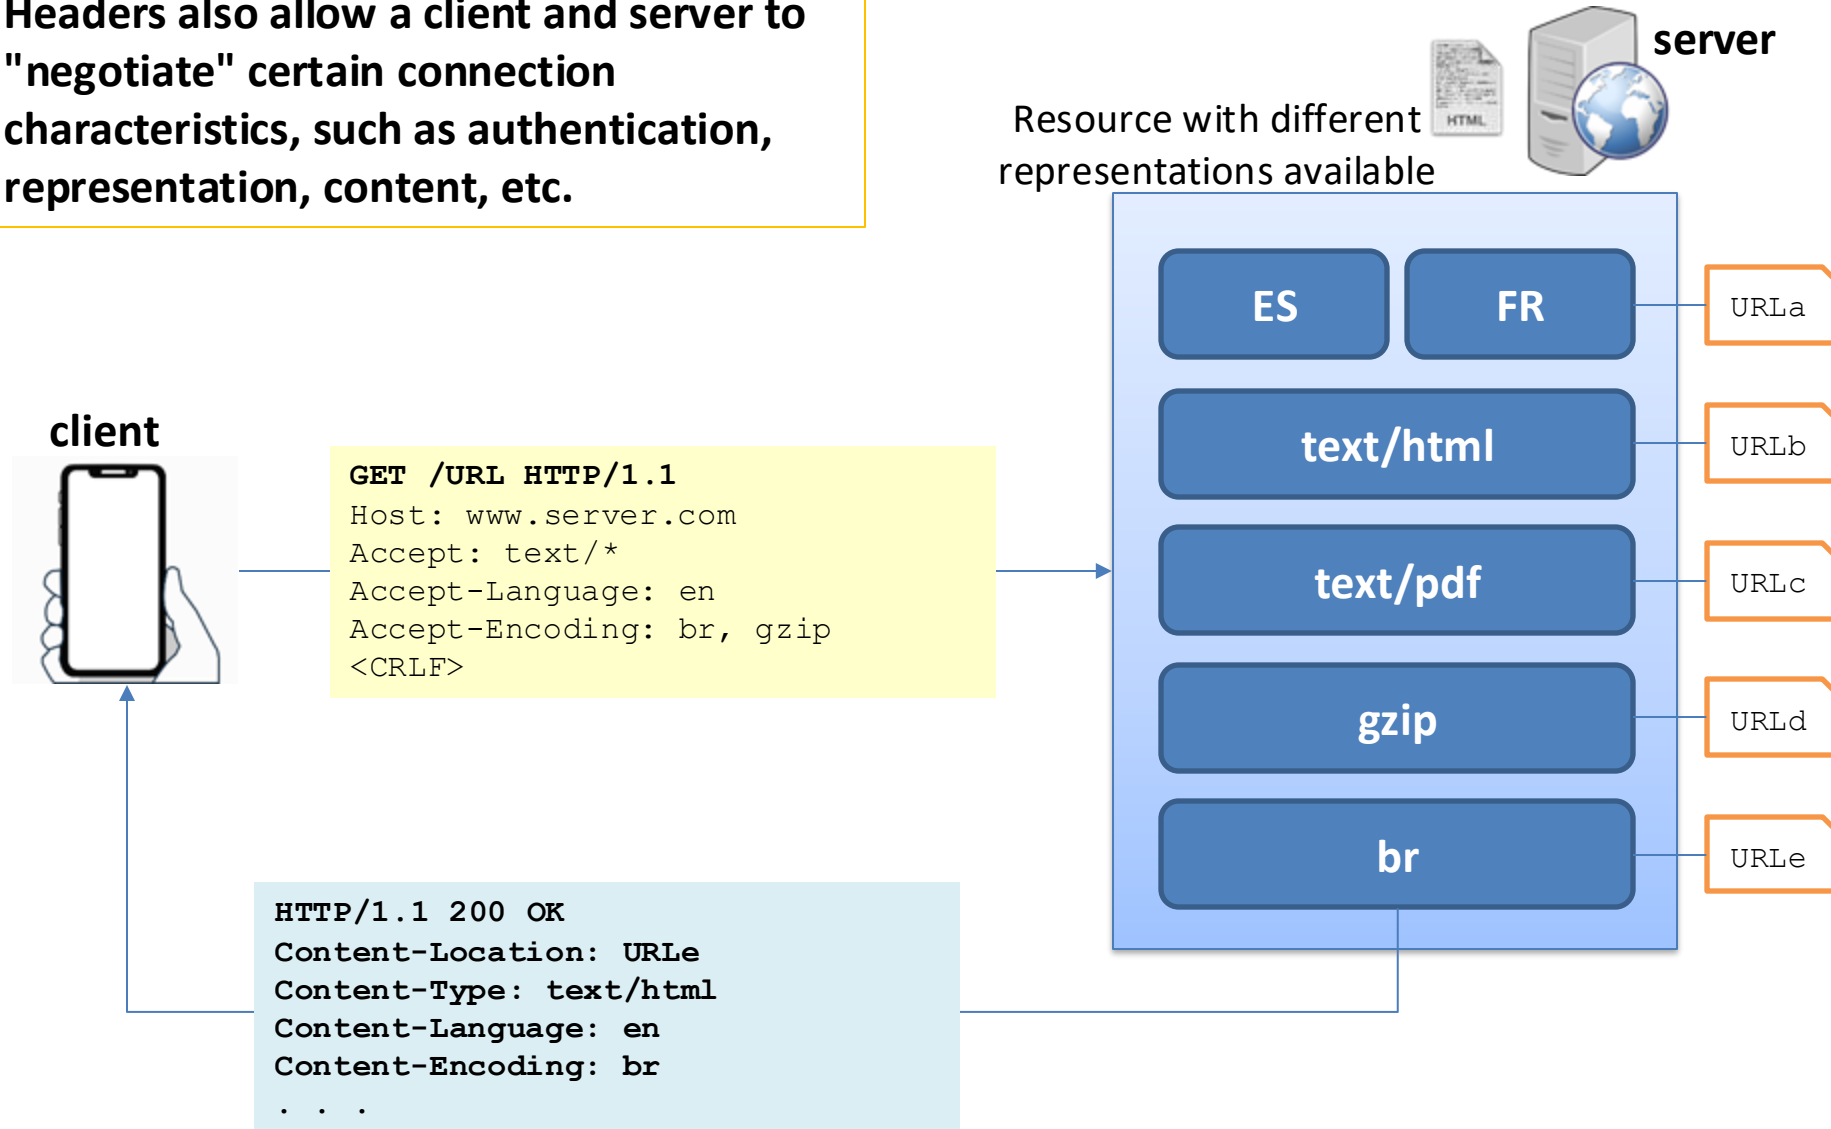 Headers also allow a client and server to
"negotiate" certain connection
characteristics, such as authentication,
representation, content, etc.
server
HTML
Resource with different
representations available
ES
FR
URLa
text/html
URLb
text/pdf
URLc
gzip
URLd
br
URLe
client
GET /URL HTTP/1.1
Host: www.server.com
Accept: text/*
Accept-Language: en
Accept-Encoding: br, gzip
<CRLF>
HTTP/1.1 200 OK
Content-Location: URLe
Content-Type: text/html
Content-Language: en
Content-Encoding: br
. . .